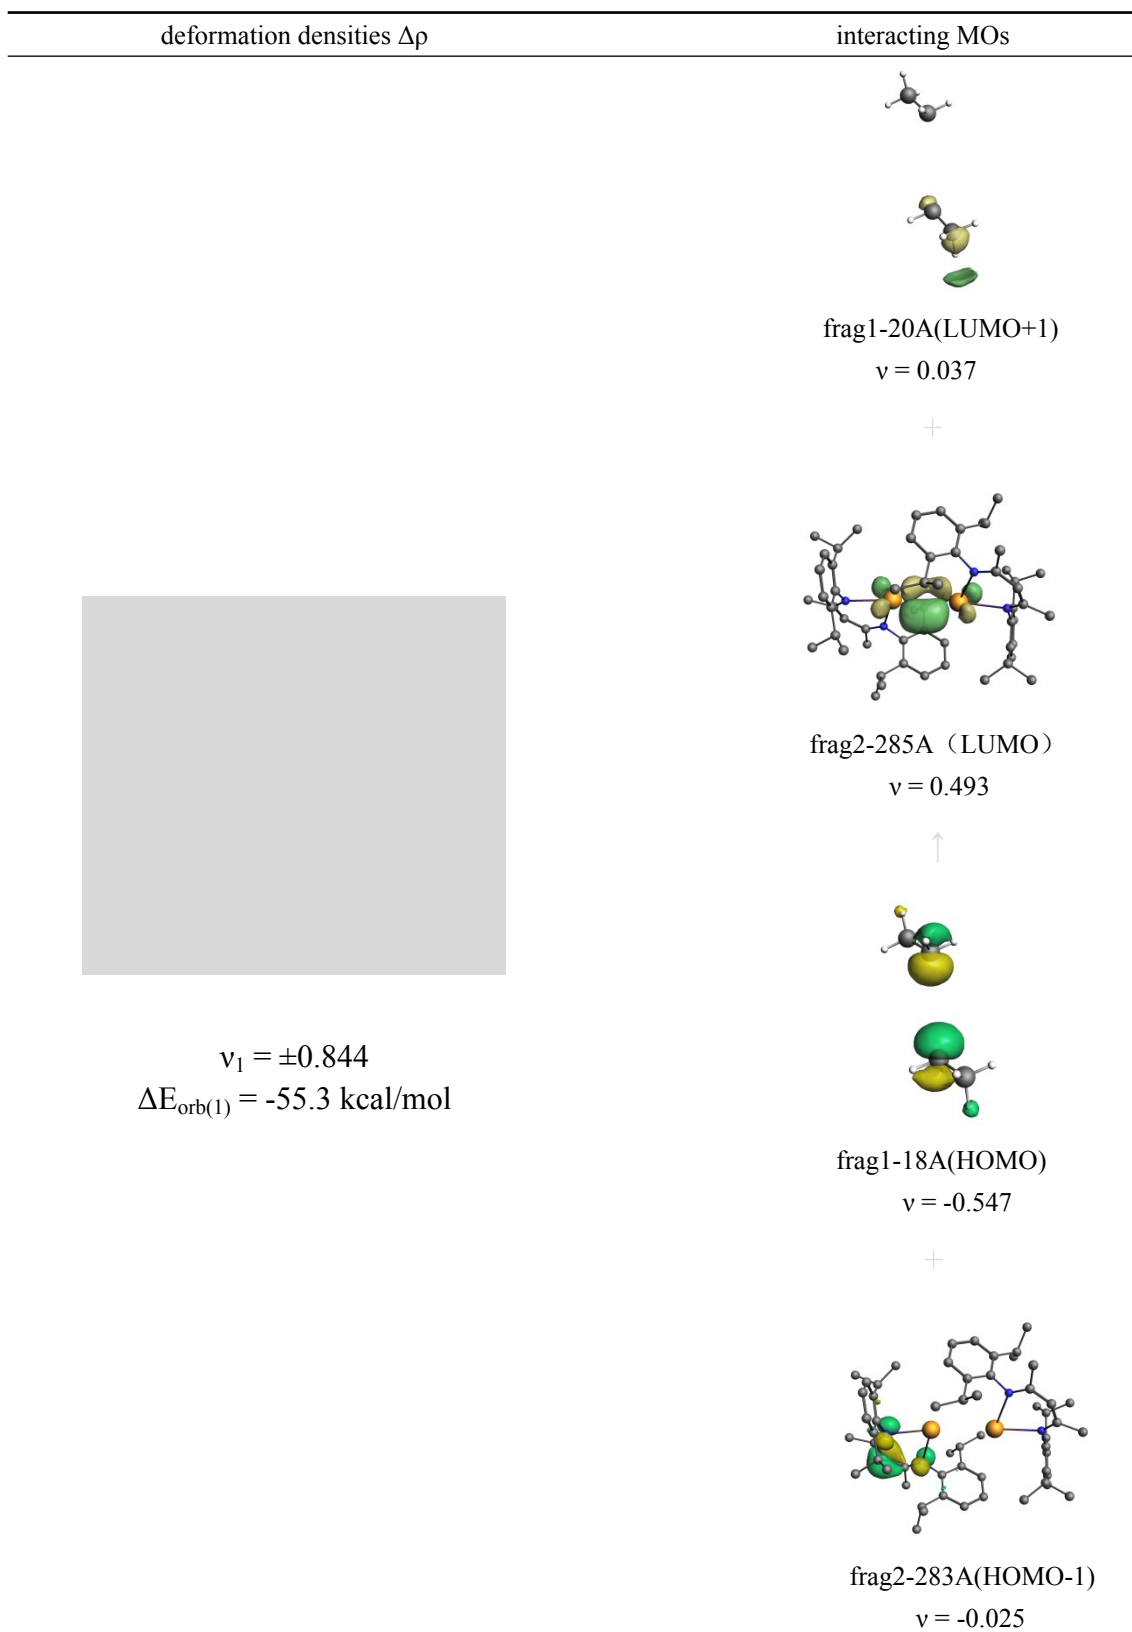 deformation densities Δρ
interacting MOs
frag1-20A(LUMO+1)
ν = 0.037
+
frag2-285A（LUMO）
ν = 0.493
↑
ν₁ = ±0.844
ΔEorb(1) = -55.3 kcal/mol
frag1-18A(HOMO)
ν = -0.547
+
frag2-283A(HOMO-1)
ν = -0.025